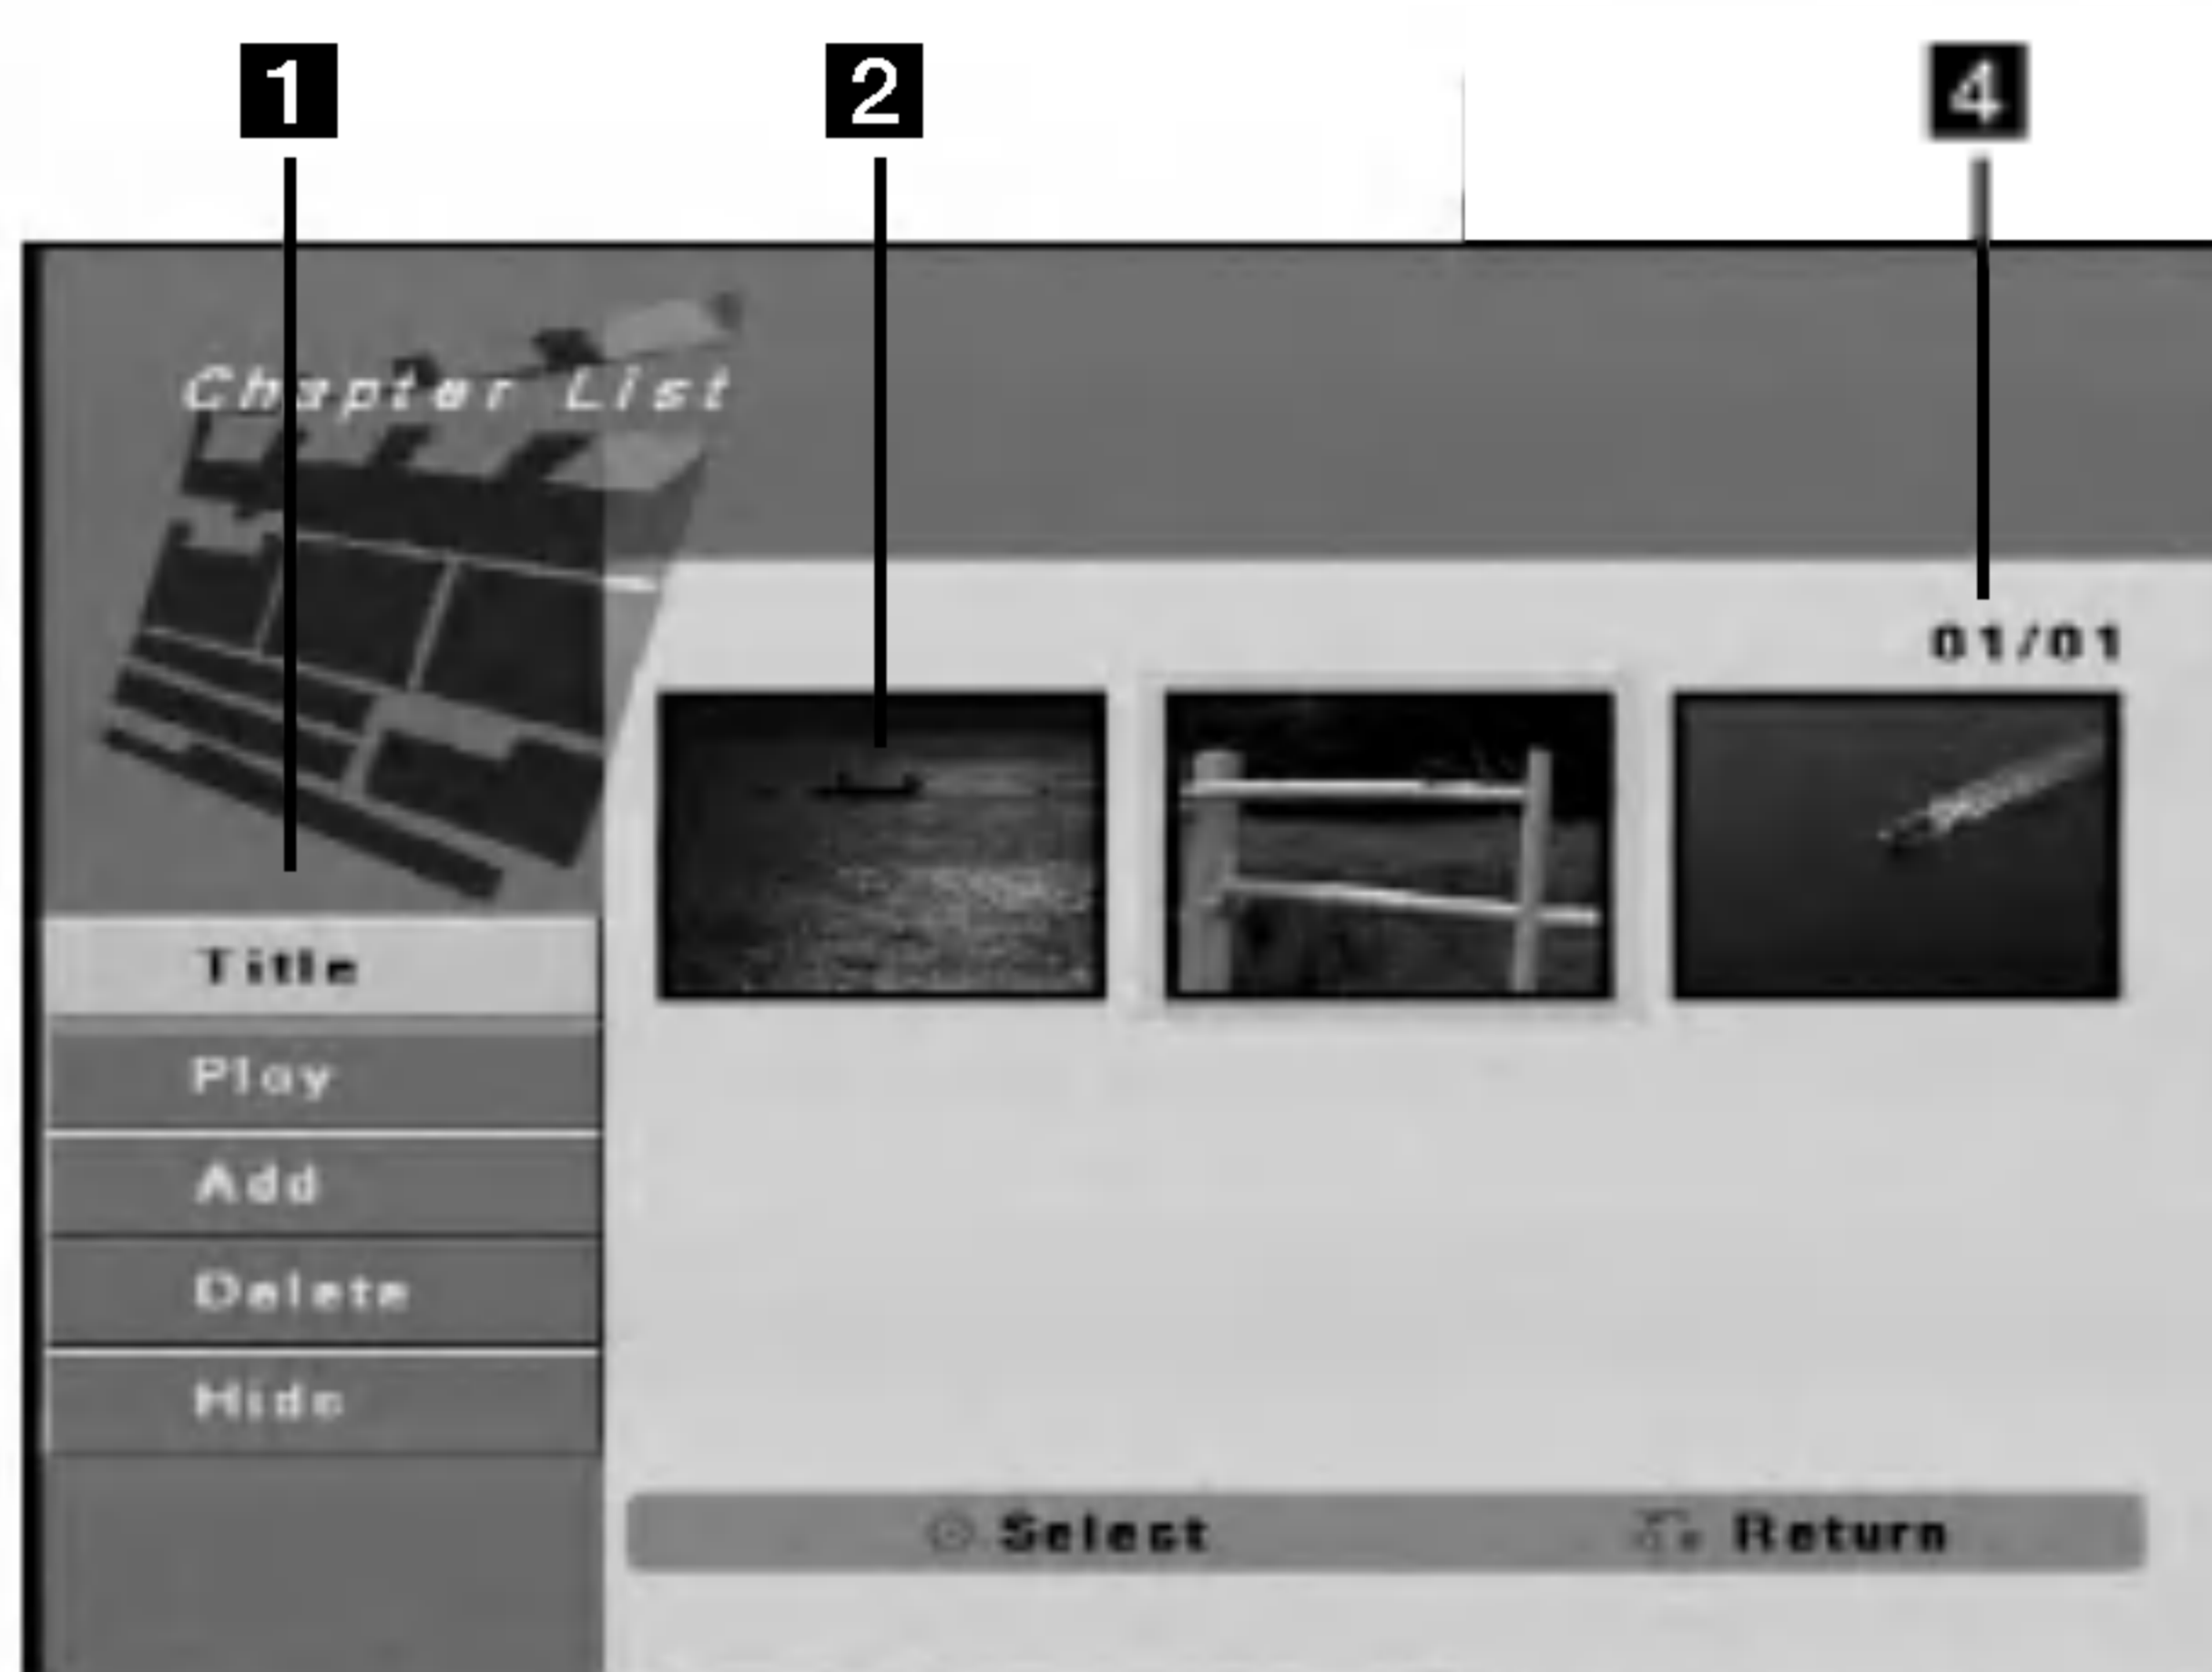 1 2 4
Chapter List
01/01
Title
Play
Add
Delete
Hide
Select Return